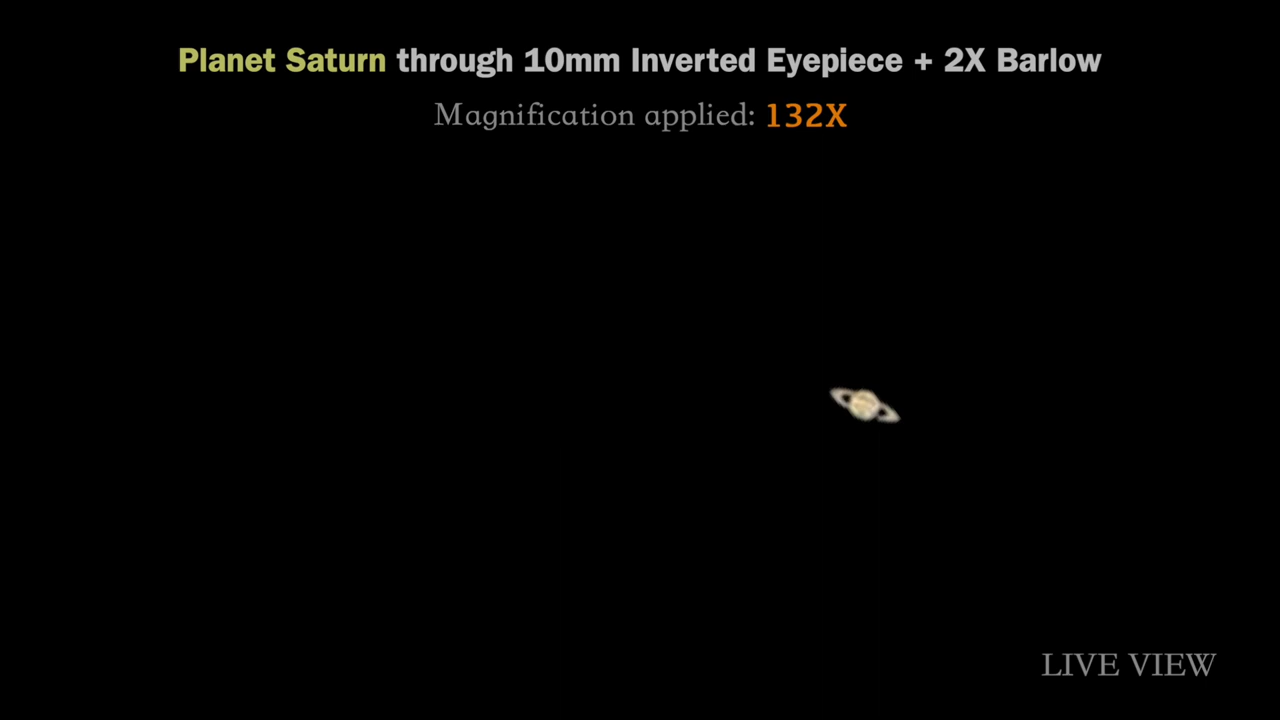 Planet Saturn through 10mm Inverted Eyepiece + 2X Barlow
Magnification applied: 132X
LIVE VIEW